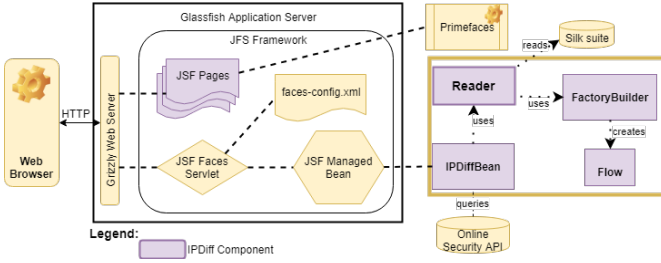 Glassfish Application Server
JFS Framework
Primefaces
Silk suite
reads
JSF Pages
faces-config.xml
Reader
uses
FactoryBuilder
HTTP
Grizzly Web Server
uses
creates
Web
Browser
JSF Faces
Servlet
JSF Managed
Bean
IPDiffBean
Flow
queries
Online
Security API
Legend:
IPDiff Component